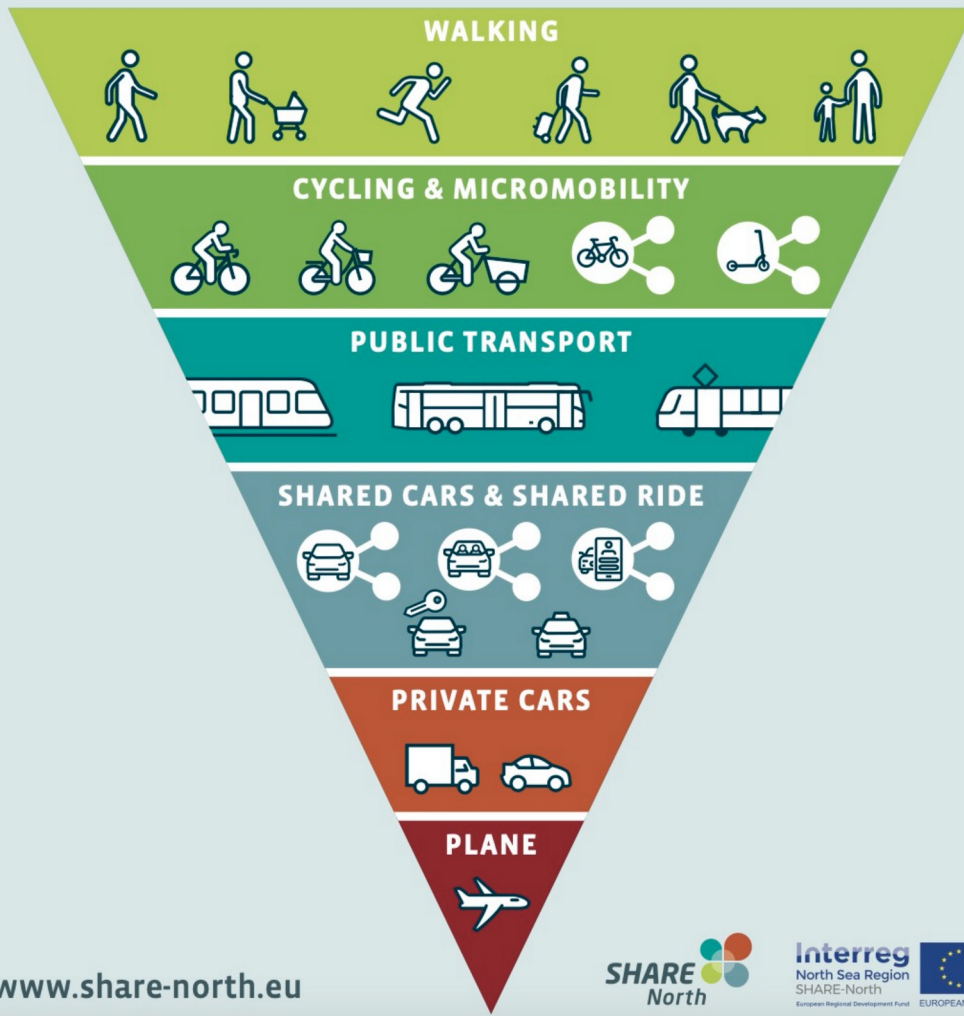 WALKING
CYCLING & MICROMOBILITY
PUBLIC TRANSPORT
SHARED CARS & SHARED RIDE
PRIVATE CARS
PLANE
www.share-north.eu
SHARE
North
Interreg
North Sea Region
SHARE-North
European Regional Development Fund
EUROPEAN